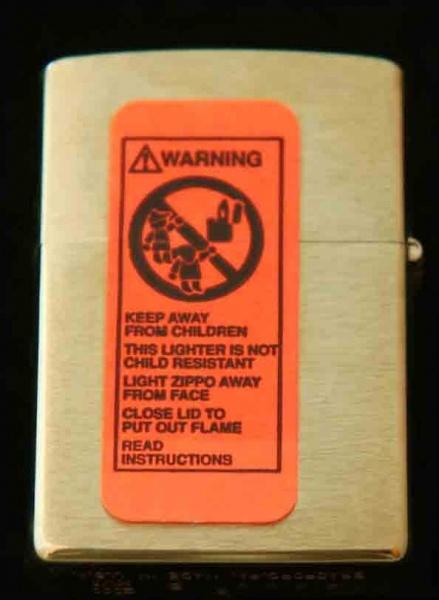 WARNING
KEEP AWAY
FROM CHILDREN
THIS LIGHTER IS NOT
CHILD RESISTANT
LIGHT ZIPPO AWAY
FROM FACE
CLOSE LID TO
PUT OUT FLAME
READ
INSTRUCTIONS